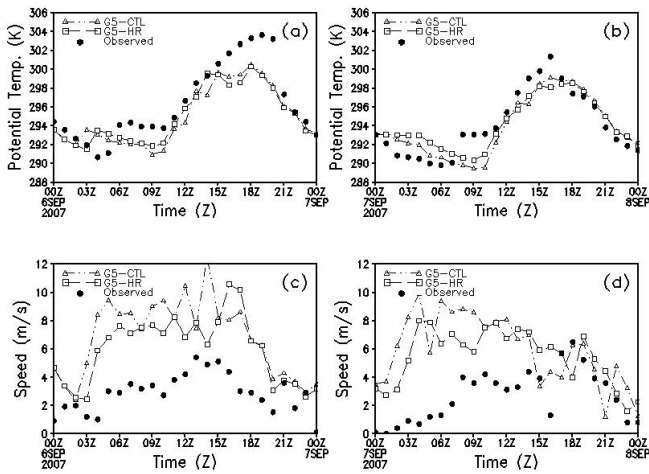 306
304
302
300
298
296
294
292
290
288
Potential Temp. (K)
G5-CTL
G5-HR
Observed
(a)
00Z 03Z 06Z 09Z 12Z 15Z 18Z 21Z 00Z
6SEP 7SEP
2007
Time (Z)
306
304
302
300
298
296
294
292
290
288
Potential Temp. (K)
G5-CTL
G5-HR
Observed
(b)
00Z 03Z 06Z 09Z 12Z 15Z 18Z 21Z 00Z
7SEP 8SEP
2007
Time (Z)
12
10
8
6
4
2
0
Speed (m/s)
G5-CTL
G5-HR
Observed
(c)
00Z 03Z 06Z 09Z 12Z 15Z 18Z 21Z 00Z
6SEP 7SEP
2007
Time (Z)
12
10
8
6
4
2
0
Speed (m/s)
G5-CTL
G5-HR
Observed
(d)
00Z 03Z 06Z 09Z 12Z 15Z 18Z 21Z 00Z
7SEP 8SEP
2007
Time (Z)